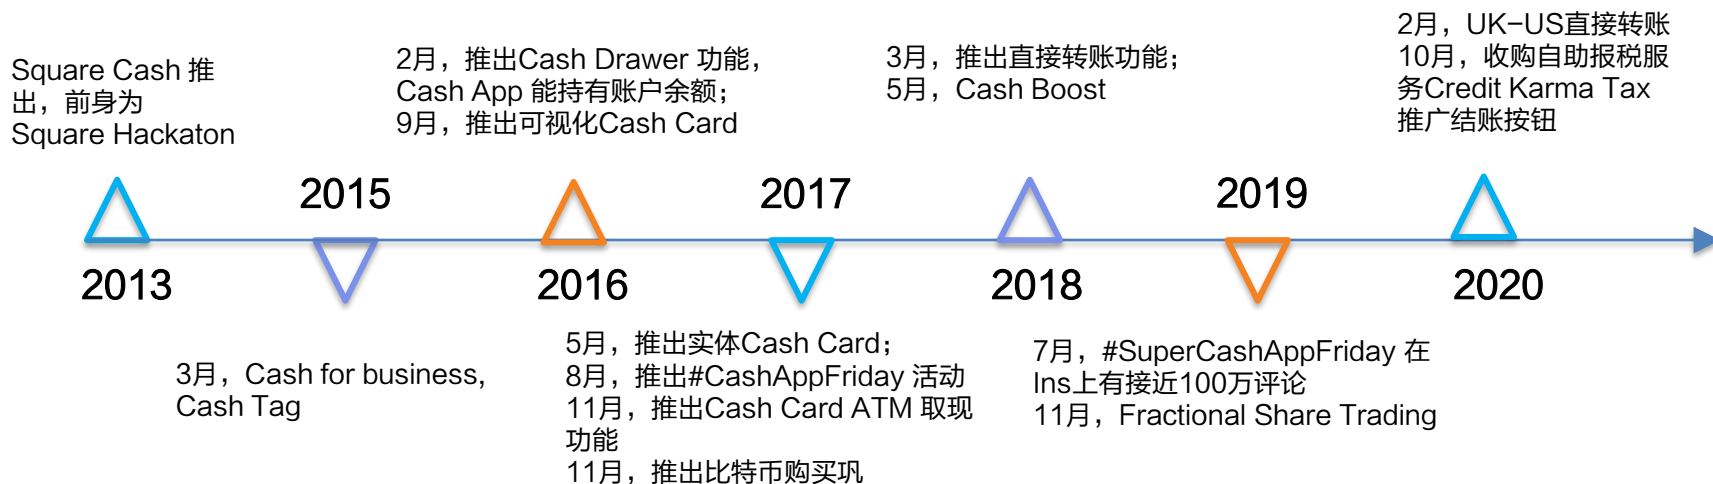 Square Cash 推
出，前身为
Square Hackaton
2013
2015
3月，Cash for business,
Cash Tag
2月，推出Cash Drawer 功能，
Cash App 能持有账户余额；
9月，推出可视化Cash Card
2016
2017
5月，推出实体Cash Card；
8月，推出#CashAppFriday 活动
11月，推出Cash Card ATM 取现
功能
11月，推出比特币购买巩
3月，推出直接转账功能；
5月，Cash Boost
2018
2019
7月，#SuperCashAppFriday 在
Ins上有接近100万评论
11月，Fractional Share Trading
2月，UK-US直接转账
10月，收购自助报税服
务Credit Karma Tax
推广结账按钮
2020